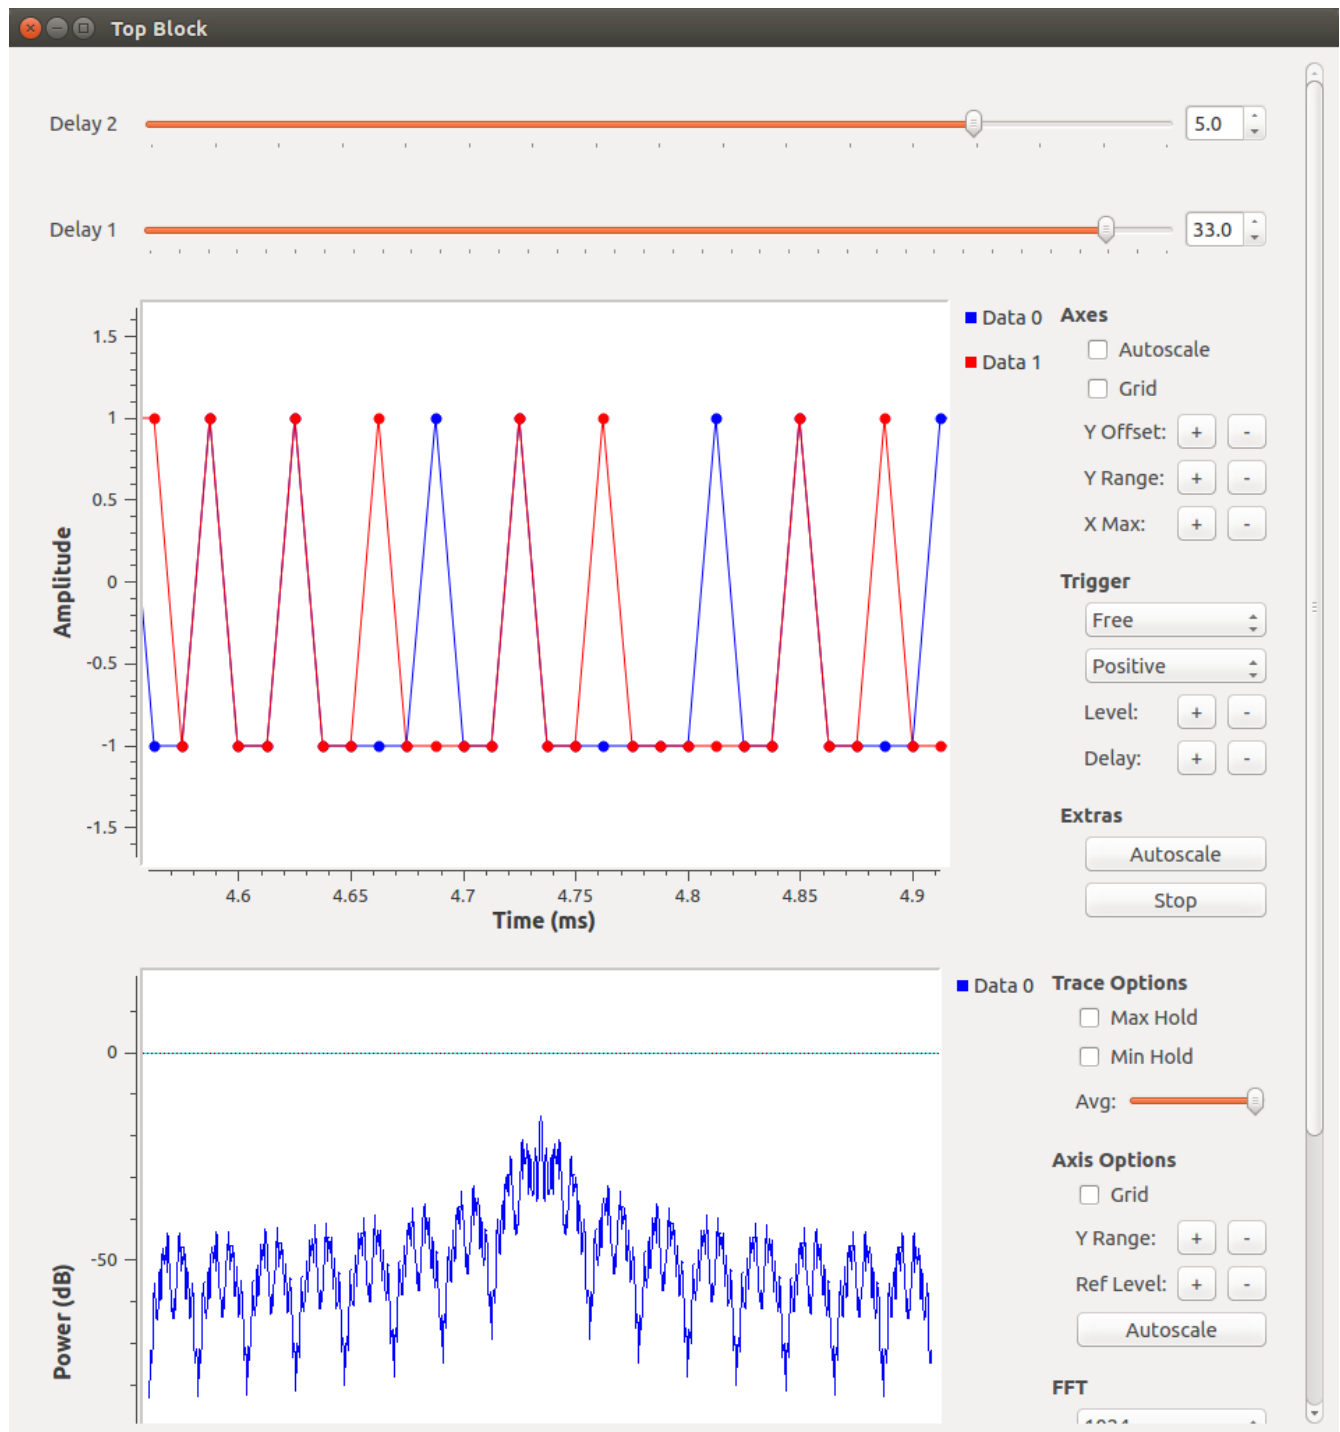 Top Block
Delay 2
5.0
Delay 1
33.0
Data 0
Data 1
Axes
Autoscale
Grid
Y Offset: + -
Y Range: + -
X Max: + -
Trigger
Free
Positive
Level: + -
Delay: + -
Extras
Autoscale
Stop
1.5
1
0.5
0
-0.5
-1
-1.5
Amplitude
4.6 4.65 4.7 4.75 4.8 4.85 4.9
Time (ms)
Data 0
Trace Options
Max Hold
Min Hold
Avg:
Axis Options
Grid
Y Range: + -
Ref Level: + -
Autoscale
FFT
1024
0
-50
Power (dB)